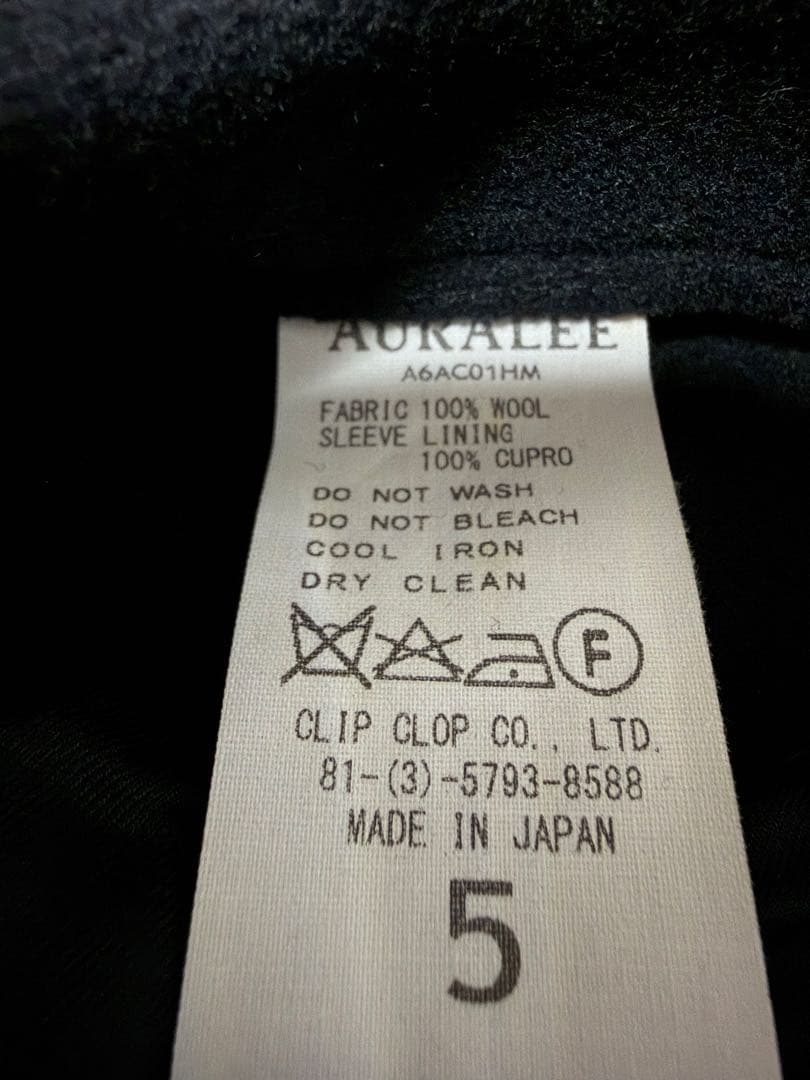 AURALEE
A6AC01HM
FABRIC 100% WOOL
SLEEVE LINING
100% CUPRO
DO NOT WASH
DO NOT BLEACH
COOL IRON
DRY CLEAN
F
CLIP CLOP CO., LTD.
81-(3)-5793-8588
MADE IN JAPAN
5